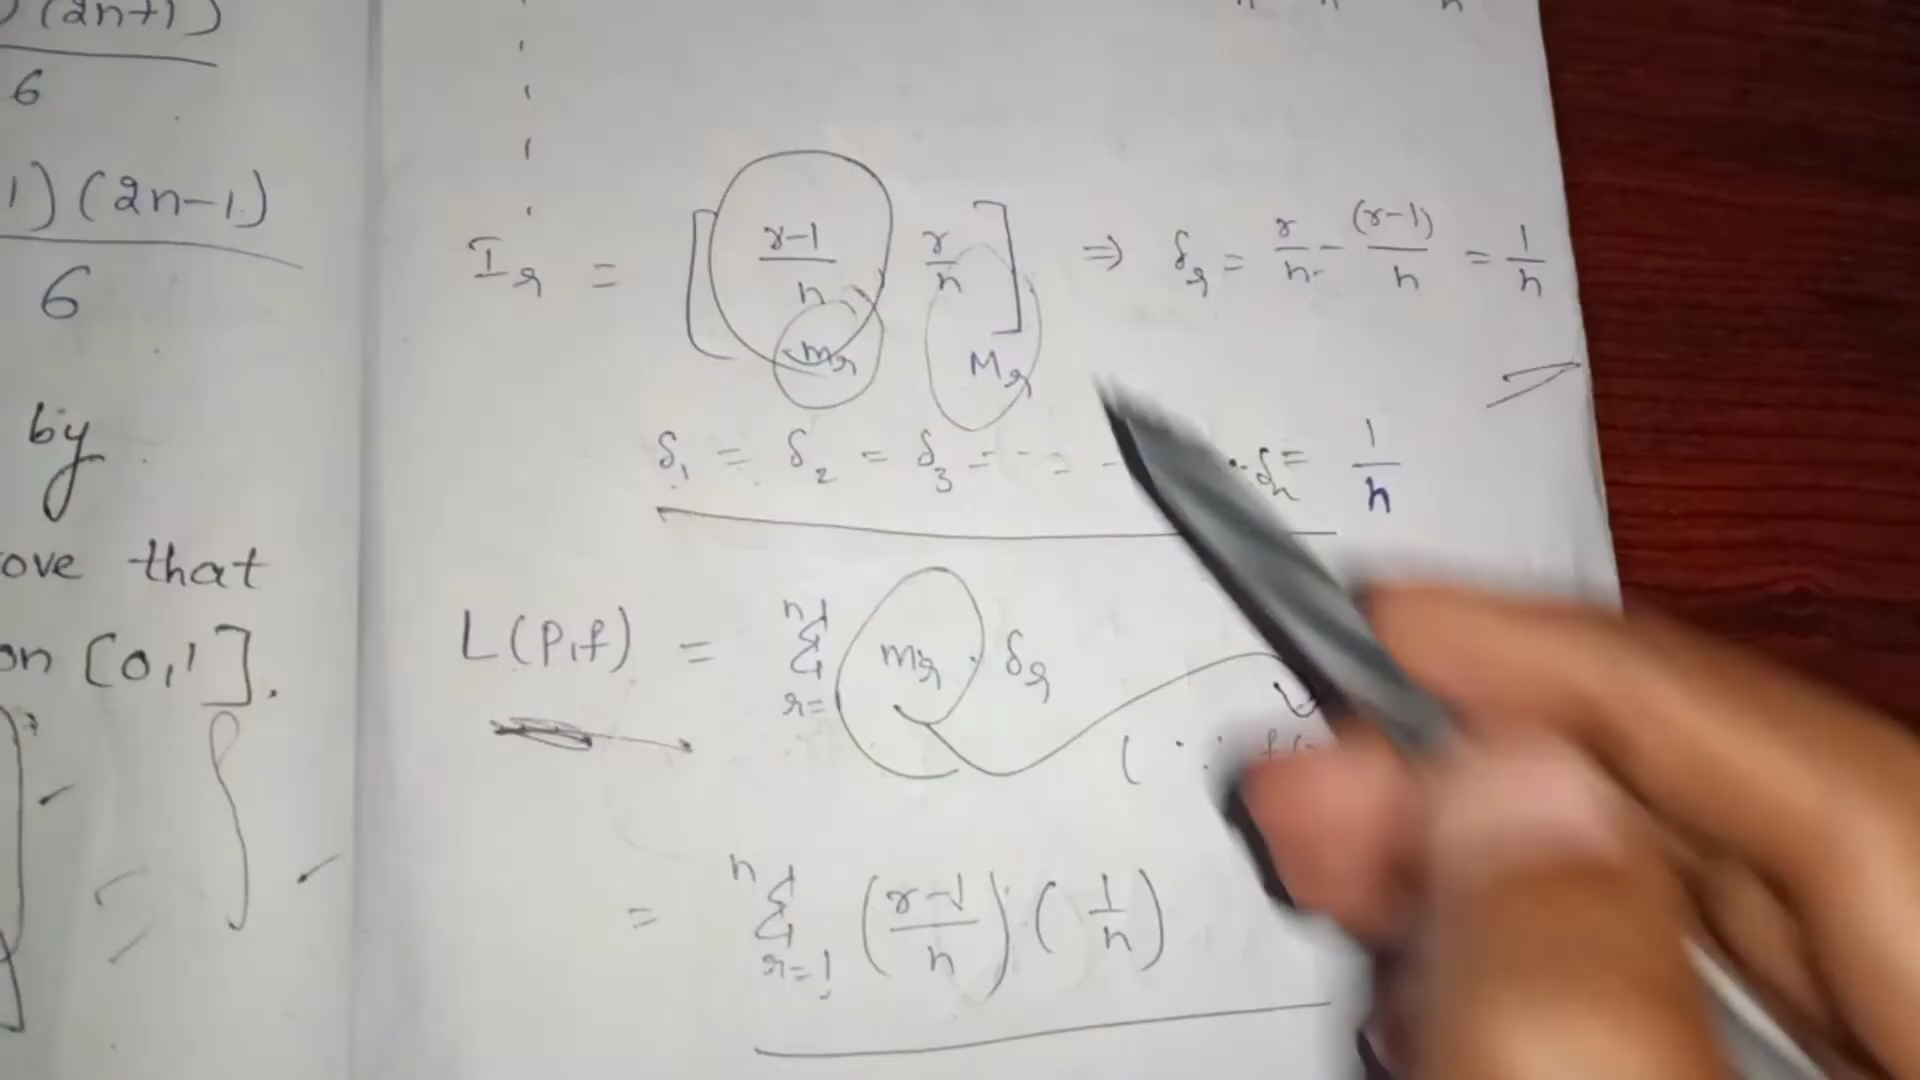 (2n+1)
6
1)(2n-1)
6
by
ove that
on [0,1].
I_r = [ (r-1)/n r/n ] ⇒ δ_r = r/n - (r-1)/n = 1/n
m_r M_r
δ_1 = δ_2 = δ_3 = - = - δ_n = 1/n
L(P,f) = Σ_{r=}^{n} m_r . δ_r
( ∵ f(
= Σ_{r=1}^{n} ((r-1)/n) . (1/n)